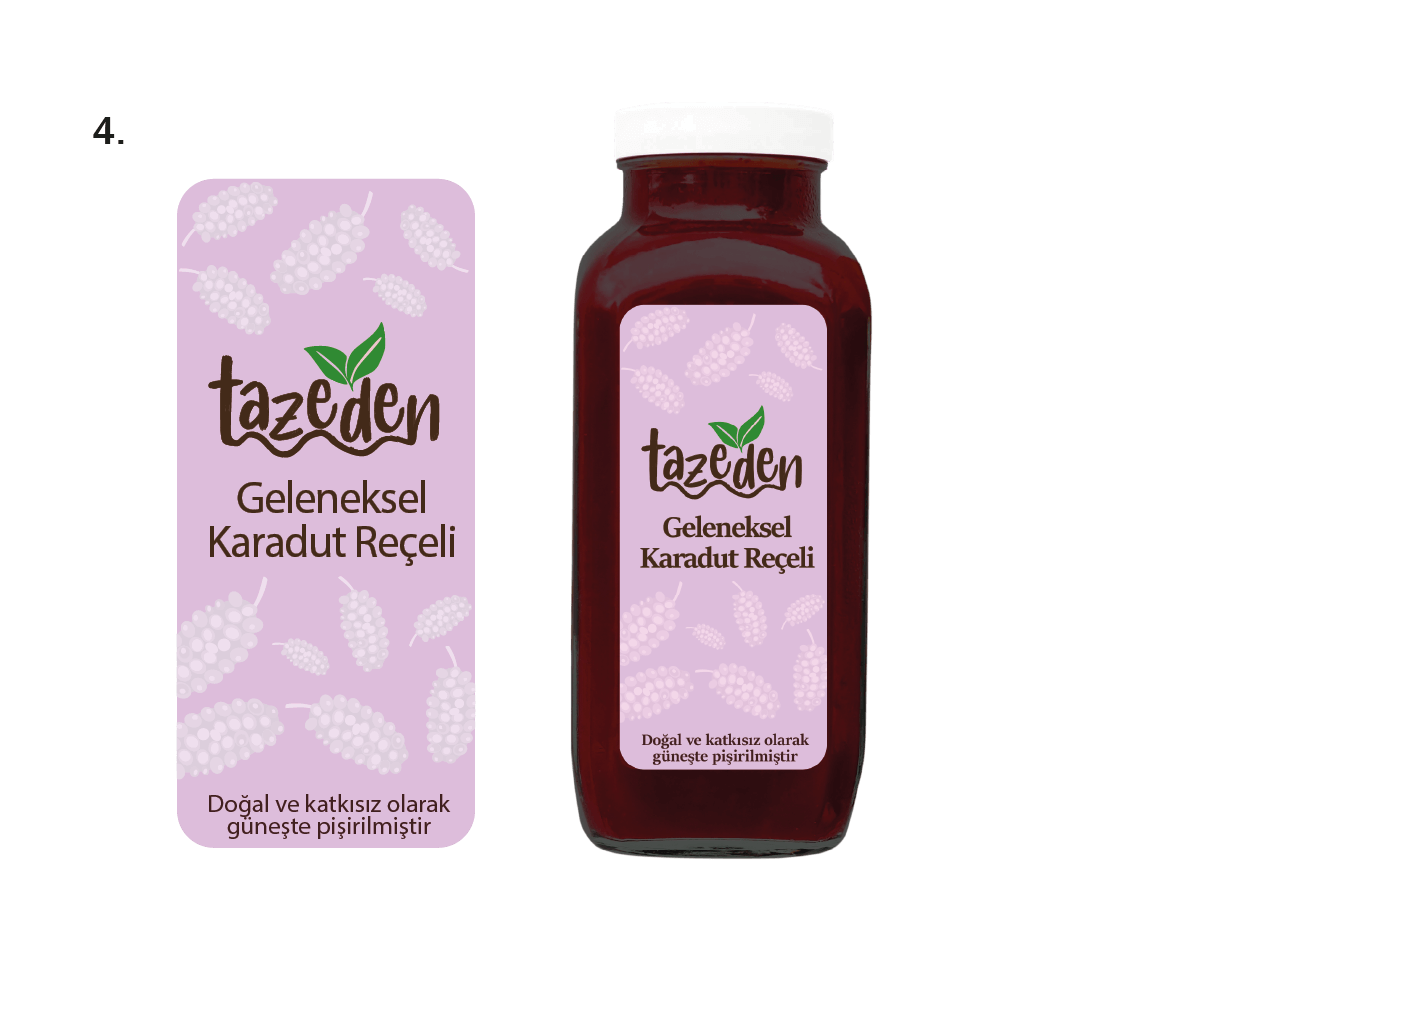 4.
tazeden
Geleneksel
Karadut Reçeli
Doğal ve katkısız olarak
güneşte pişirilmiştir
tazeden
Geleneksel
Karadut Reçeli
Doğal ve katkısız olarak
güneşte pişirilmiştir